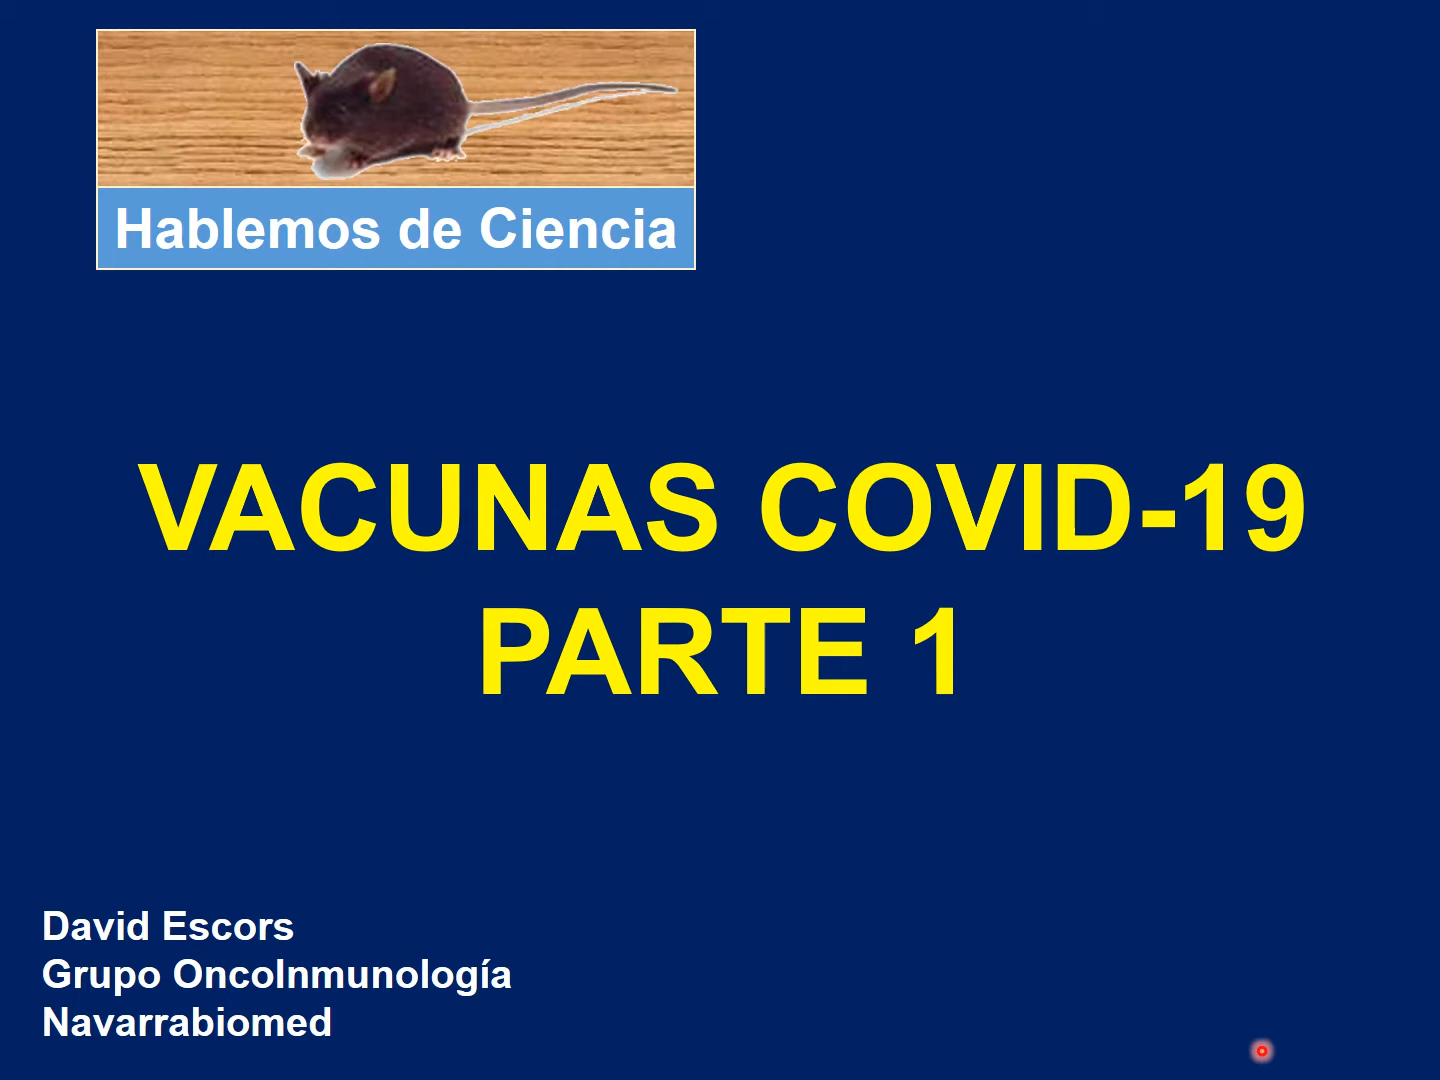 Hablemos de Ciencia
VACUNAS COVID-19
PARTE 1
David Escors
Grupo OncoInmunología
Navarrabiomed